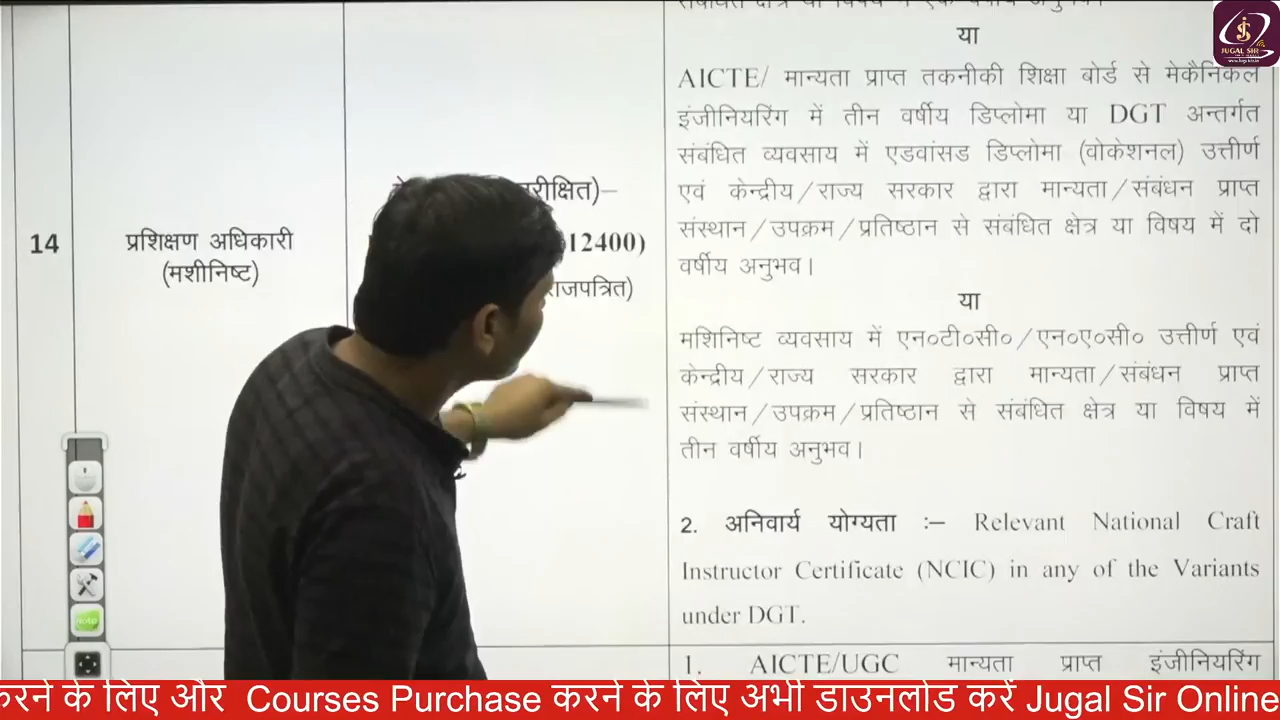 JUGAL SIR
या
AICTE/ मान्यता प्राप्त तकनीकी शिक्षा बोर्ड से मेकैनिकल
इंजीनियरिंग में तीन वर्षीय डिप्लोमा या DGT अन्तर्गत
संबंधित व्यवसाय में एडवांसड डिप्लोमा (वोकेशनल) उत्तीर्ण
एवं केन्द्रीय/राज्य सरकार द्वारा मान्यता/संबंधन प्राप्त
संस्थान/उपक्रम/प्रतिष्ठान से संबंधित क्षेत्र या विषय में दो
वर्षीय अनुभव।
या
मशिनिष्ट व्यवसाय में एन०टी०सी०/एन०ए०सी० उत्तीर्ण एवं
केन्द्रीय/राज्य सरकार द्वारा मान्यता/संबंधन प्राप्त
संस्थान/उपक्रम/प्रतिष्ठान से संबंधित क्षेत्र या विषय में
तीन वर्षीय अनुभव।
2. अनिवार्य योग्यता :– Relevant National Craft
Instructor Certificate (NCIC) in any of the Variants
under DGT.
1. AICTE/UGC मान्यता प्राप्त इंजीनियरिंग
14
प्रशिक्षण अधिकारी
(मशीनिष्ट)
12400)
करने के लिए और Courses Purchase करने के लिए अभी डाउनलोड करें Jugal Sir Online